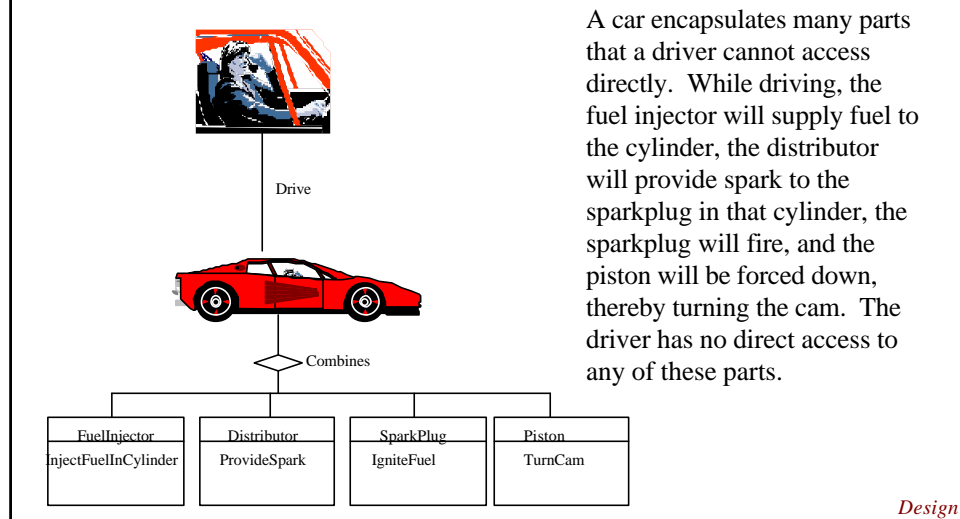 A car encapsulates many parts
that a driver cannot access
directly. While driving, the
fuel injector will supply fuel to
the cylinder, the distributor
will provide spark to the
sparkplug in that cylinder, the
sparkplug will fire, and the
piston will be forced down,
thereby turning the cam. The
driver has no direct access to
any of these parts.
Drive
Combines
FuelInjector
InjectFuelInCylinder
Distributor
ProvideSpark
SparkPlug
IgniteFuel
Piston
TurnCam
Design